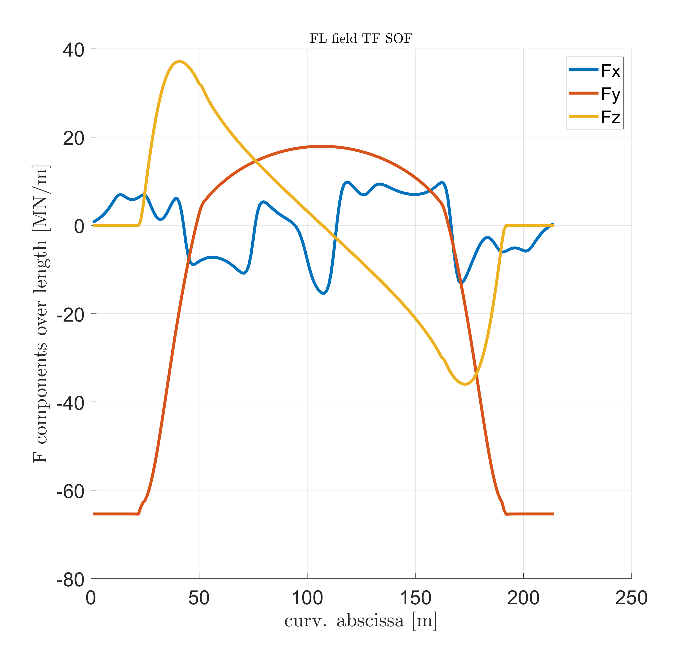 FL field TF SOF
40
20
0
-20
-40
-60
-80
F components over length [MN/m]
Fx
Fy
Fz
0 50 100 150 200 250
curv. abscissa [m]